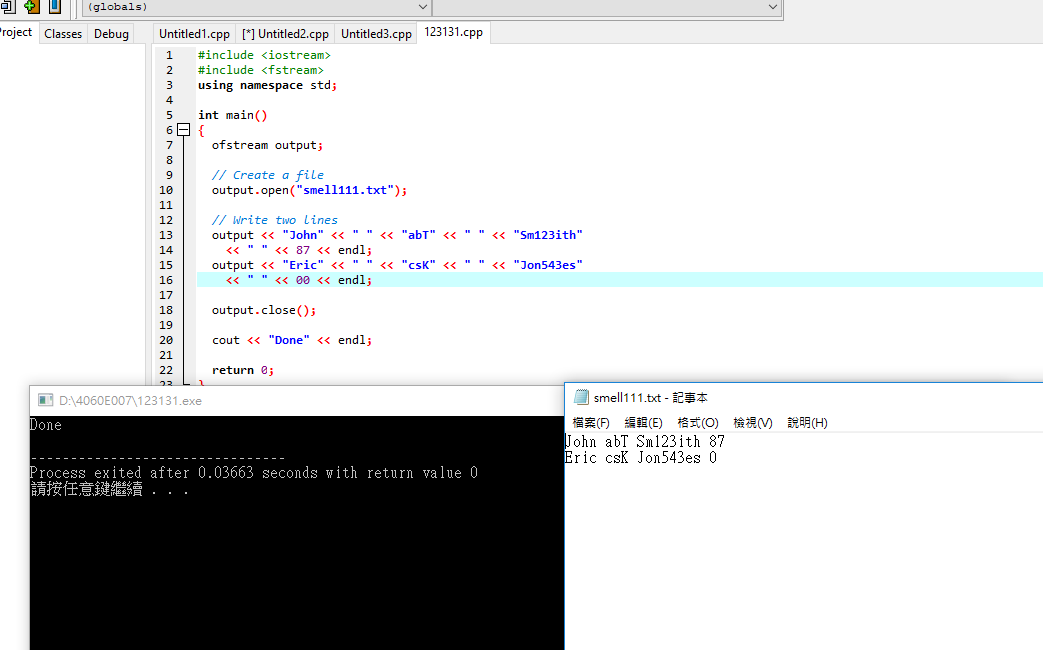 (globals)
Project Classes Debug
Untitled1.cpp [*] Untitled2.cpp Untitled3.cpp 123131.cpp
1 #include <iostream>
2 #include <fstream>
3 using namespace std;
4
5 int main()
6 {
7 ofstream output;
8
9 // Create a file
10 output.open("smell111.txt");
11
12 // Write two lines
13 output << "John" << " " << "abT" << " " << "Sm123ith"
14 << " " << 87 << endl;
15 output << "Eric" << " " << "csK" << " " << "Jon543es"
16 << " " << 00 << endl;
17
18 output.close();
19
20 cout << "Done" << endl;
21
22 return 0;
23 }
D:\4060E007\123131.exe
Done
--------------------------------
Process exited after 0.03663 seconds with return value 0
請按任意鍵繼續 . . .
smell111.txt - 記事本
檔案(F) 編輯(E) 格式(O) 檢視(V) 說明(H)
John abT Sm123ith 87
Eric csK Jon543es 0